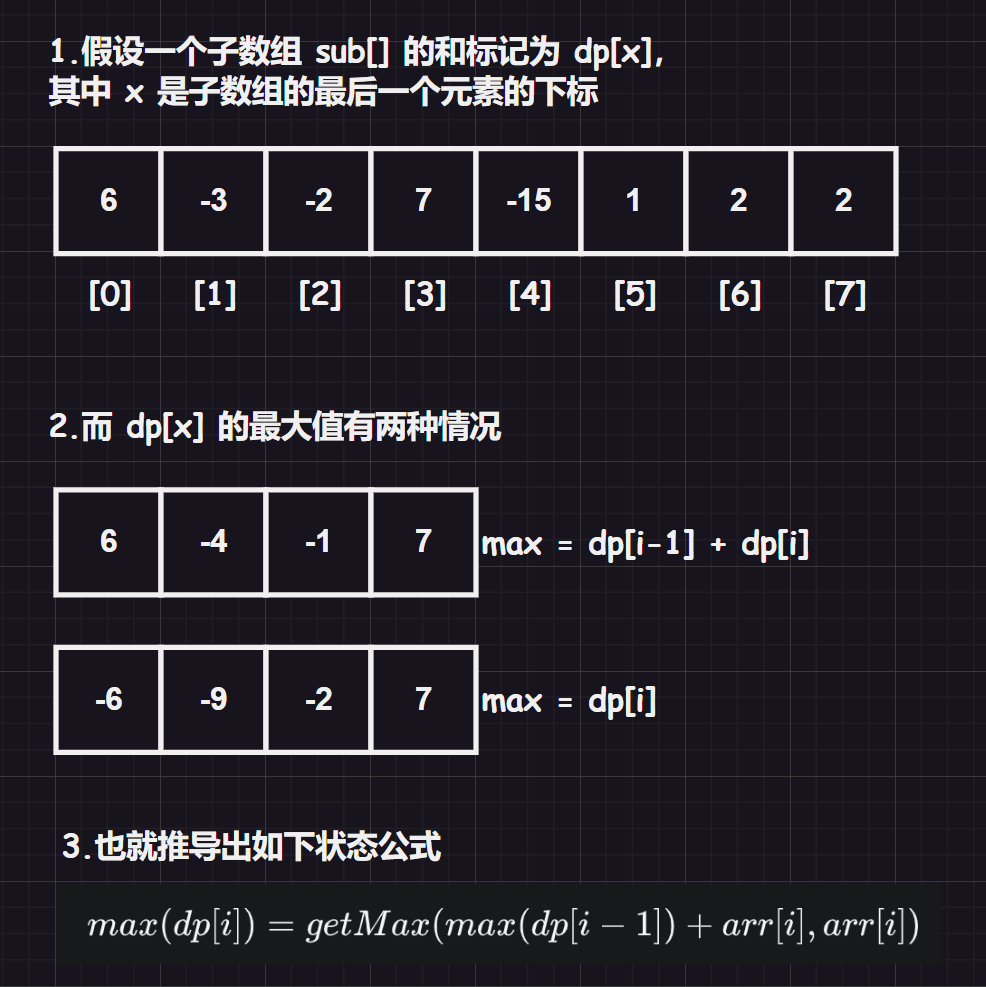 1.假设一个子数组 sub[] 的和标记为 dp[x],
其中 x 是子数组的最后一个元素的下标
6 -3 -2 7 -15 1 2 2
[0] [1] [2] [3] [4] [5] [6] [7]
2.而 dp[x] 的最大值有两种情况
6 -4 -1 7 max = dp[i-1] + dp[i]
-6 -9 -2 7 max = dp[i]
3.也就推导出如下状态公式
max(dp[i]) = getMax(max(dp[i − 1]) + arr[i], arr[i])